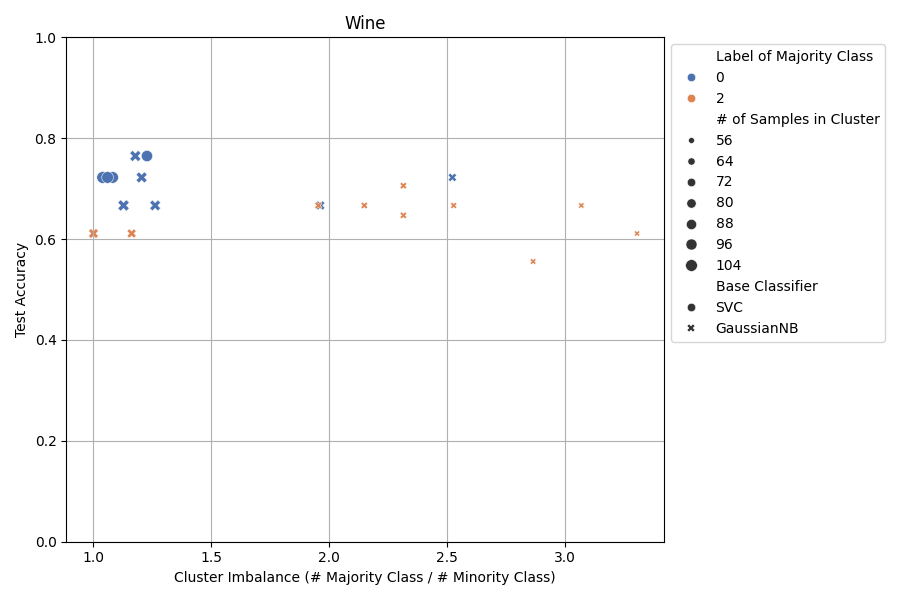 Wine
1.0
0.8
0.6
0.4
0.2
0.0
Test Accuracy
1.0 1.5 2.0 2.5 3.0
Cluster Imbalance (# Majority Class / # Minority Class)
Label of Majority Class
0
2
# of Samples in Cluster
56
64
72
80
88
96
104
Base Classifier
SVC
GaussianNB